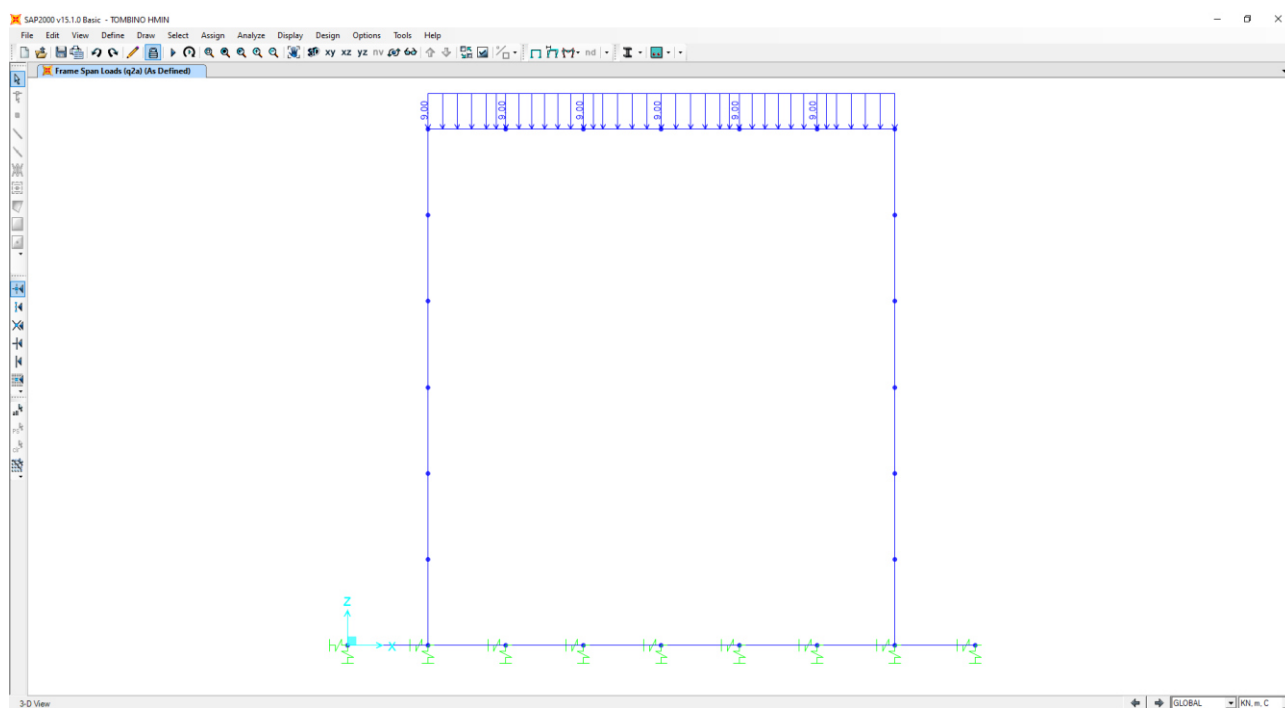 SAP2000 v15.1.0 Basic - TOMBINO HMIN
File Edit View Define Draw Select Assign Analyze Display Design Options Tools Help
xy xz yz nv nd
Frame Span Loads (q2a) (As Defined)
9.00 9.00 9.00 9.00 9.00 9.00
Z
X
3-D View GLOBAL KN, m, C